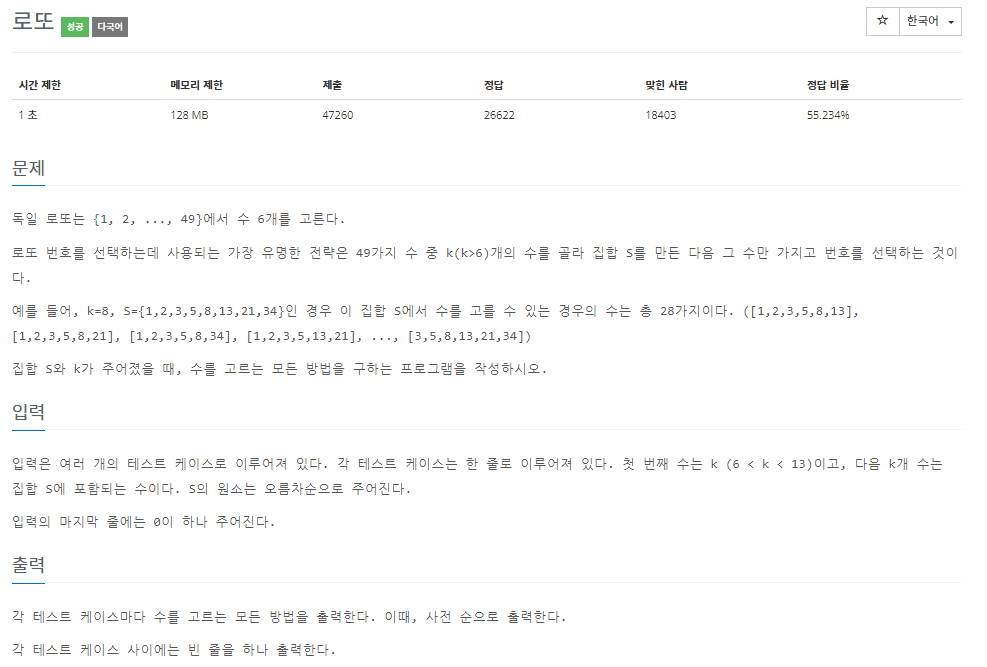 로또 성공 다국어 ☆ 한국어
시간 제한 메모리 제한 제출 정답 맞힌 사람 정답 비율
1 초 128 MB 47260 26622 18403 55.234%
문제
독일 로또는 {1, 2, ..., 49}에서 수 6개를 고른다.
로또 번호를 선택하는데 사용되는 가장 유명한 전략은 49가지 수 중 k(k>6)개의 수를 골라 집합 S를 만든 다음 그 수만 가지고 번호를 선택하는 것이
다.
예를 들어, k=8, S={1,2,3,5,8,13,21,34}인 경우 이 집합 S에서 수를 고를 수 있는 경우의 수는 총 28가지이다. ([1,2,3,5,8,13],
[1,2,3,5,8,21], [1,2,3,5,8,34], [1,2,3,5,13,21], ..., [3,5,8,13,21,34])
집합 S와 k가 주어졌을 때, 수를 고르는 모든 방법을 구하는 프로그램을 작성하시오.
입력
입력은 여러 개의 테스트 케이스로 이루어져 있다. 각 테스트 케이스는 한 줄로 이루어져 있다. 첫 번째 수는 k (6 < k < 13)이고, 다음 k개 수는
집합 S에 포함되는 수이다. S의 원소는 오름차순으로 주어진다.
입력의 마지막 줄에는 0이 하나 주어진다.
출력
각 테스트 케이스마다 수를 고르는 모든 방법을 출력한다. 이때, 사전 순으로 출력한다.
각 테스트 케이스 사이에는 빈 줄을 하나 출력한다.